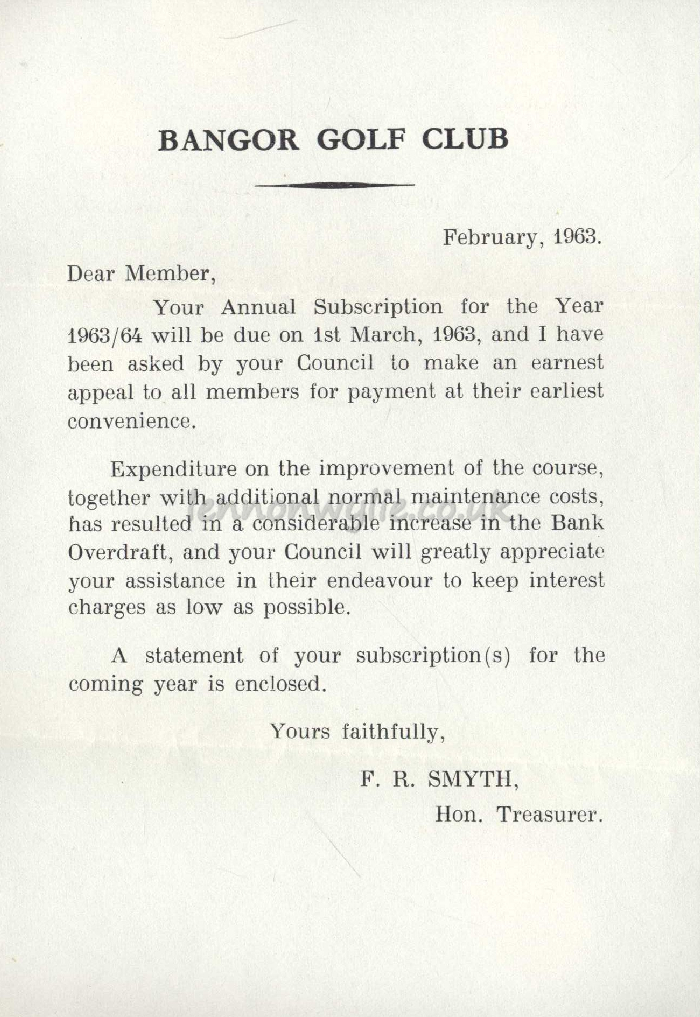 BANGOR GOLF CLUB
February, 1963.
Dear Member,
Your Annual Subscription for the Year
1963/64 will be due on 1st March, 1963, and I have
been asked by your Council to make an earnest
appeal to all members for payment at their earliest
convenience.
Expenditure on the improvement of the course,
together with additional normal maintenance costs,
lennonwylie.co.uk
has resulted in a considerable increase in the Bank
Overdraft, and your Council will greatly appreciate
your assistance in their endeavour to keep interest
charges as low as possible.
A statement of your subscription(s) for the
coming year is enclosed.
Yours faithfully,
F. R. SMYTH,
Hon. Treasurer.